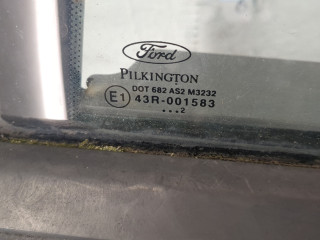 Ford
PILKINGTON
DOT 682 AS2 M3232
E1 43R-001583
...2